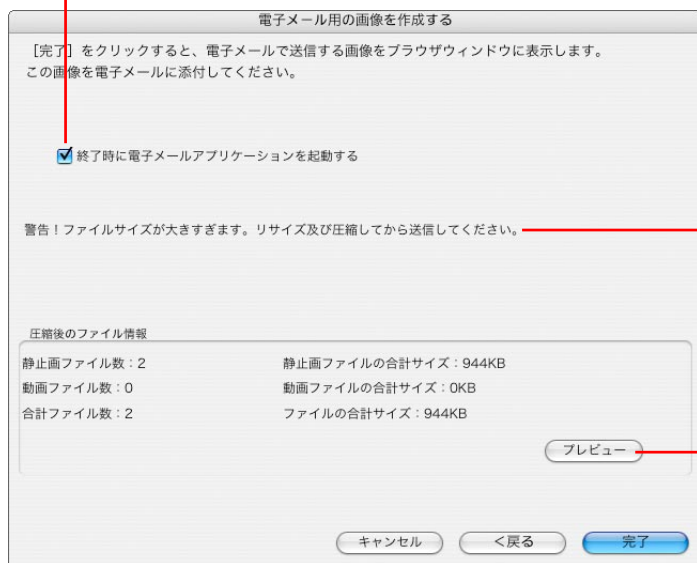 電子メール用の画像を作成する
［完了］をクリックすると、電子メールで送信する画像をブラウザウィンドウに表示します。
この画像を電子メールに添付してください。
終了時に電子メールアプリケーションを起動する
警告！ファイルサイズが大きすぎます。リサイズ及び圧縮してから送信してください。
圧縮後のファイル情報
静止画ファイル数：2 静止画ファイルの合計サイズ：944KB
動画ファイル数：0 動画ファイルの合計サイズ：0KB
合計ファイル数：2 ファイルの合計サイズ：944KB
プレビュー
キャンセル <戻る 完了